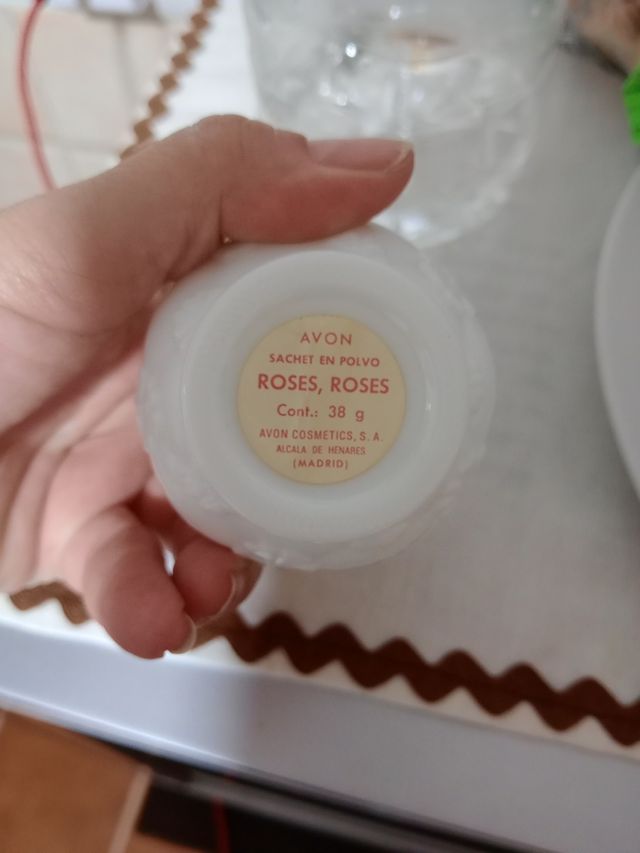 AVON
SACHET EN POLVO
ROSES, ROSES
Cont.: 38 g
AVON COSMETICS, S. A.
ALCALA DE HENARES
(MADRID)